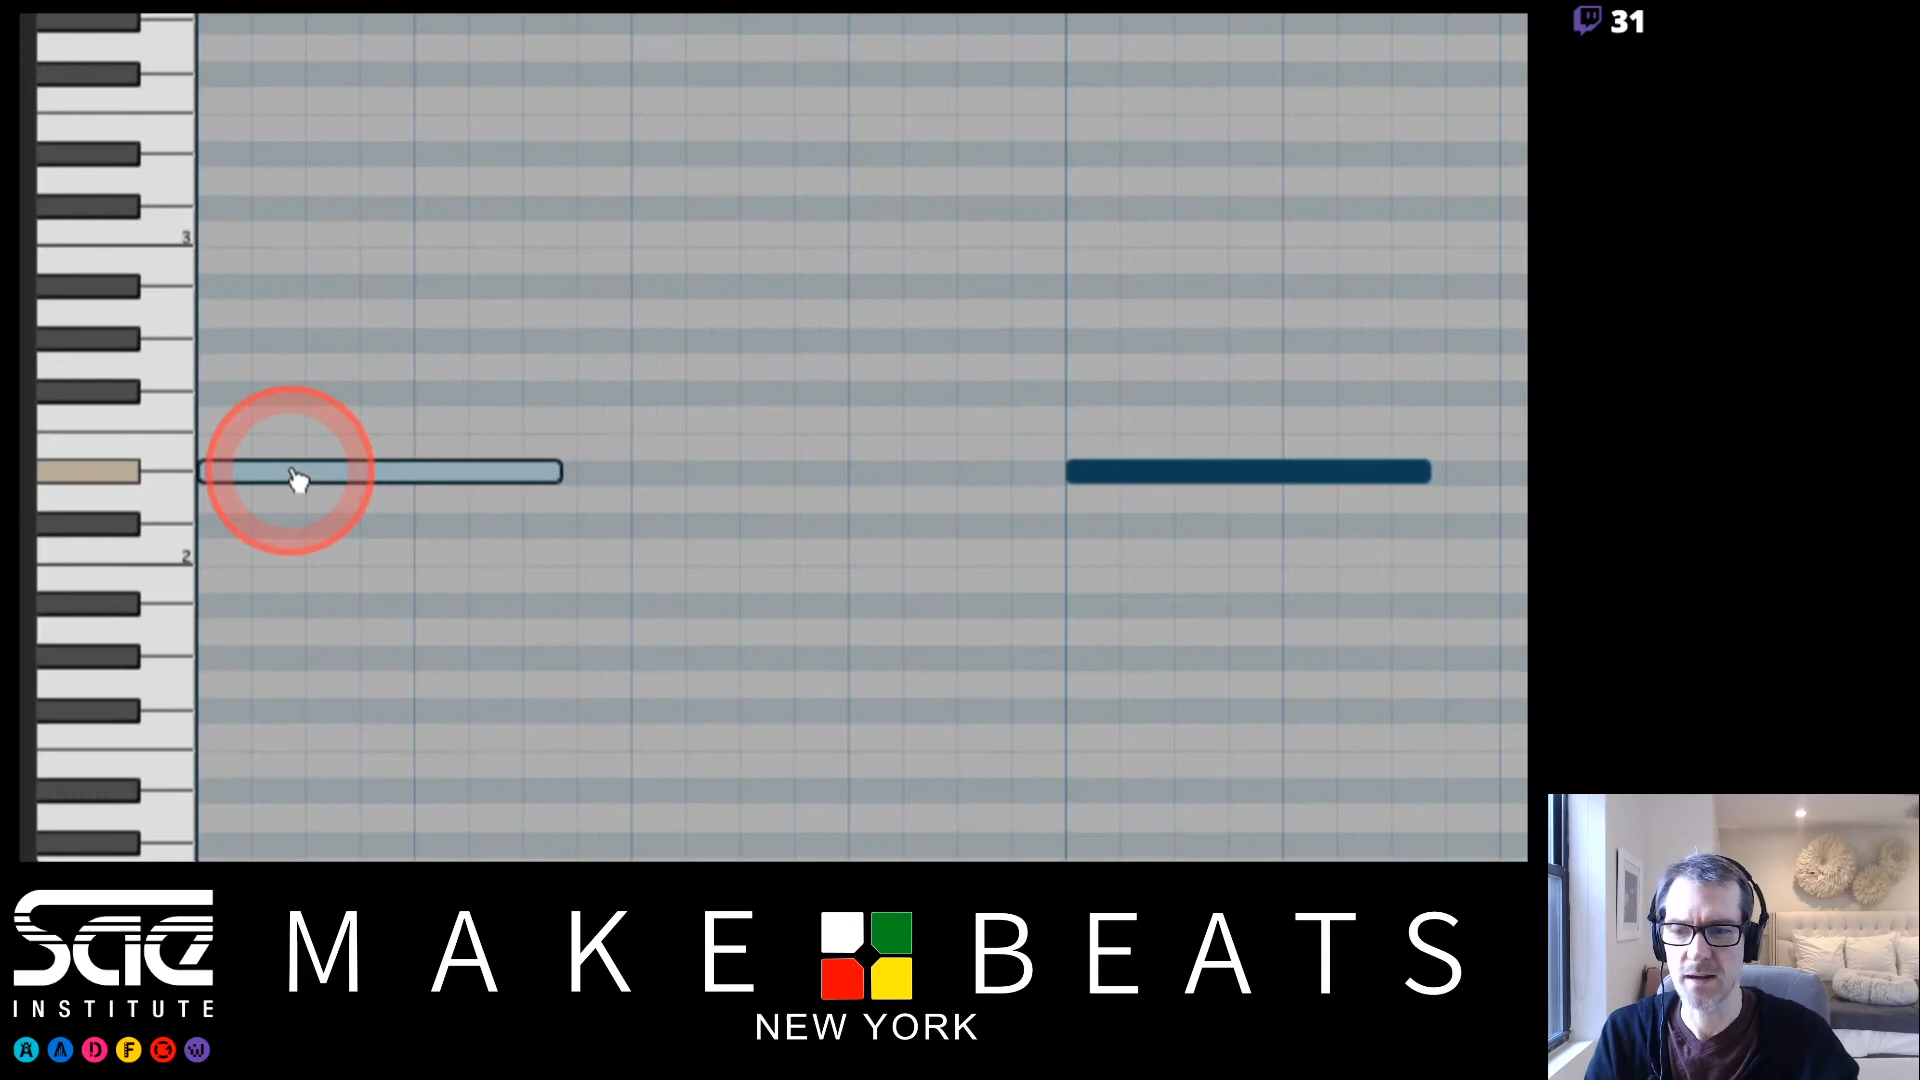 31
3
2
sae
INSTITUTE
A A D F W
MAKE BEATS
NEW YORK